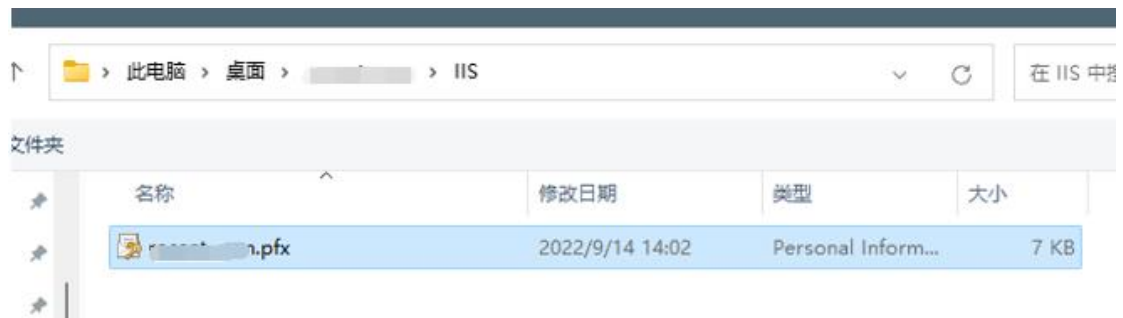 此电脑 › 桌面 › › IIS
在 IIS 中
文件夹
名称 修改日期 类型 大小
.pfx 2022/9/14 14:02 Personal Inform... 7 KB